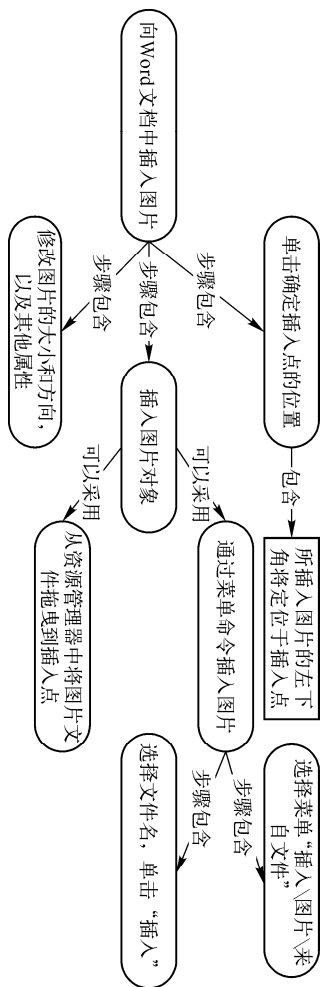 向Word文档中插入图片
步骤包含
单击确定插入点的位置
包含
所插入图片的左下
角将定位于插入点
步骤包含
插入图片对象
可以采用
通过菜单命令插入图片
步骤包含
选择菜单“插入\图片\来
自文件”
步骤包含
选择文件名，单击“插入”
可以采用
从资源管理器中将图片文
件拖曳到插入点
步骤包含
修改图片的大小和方向，
以及其他属性